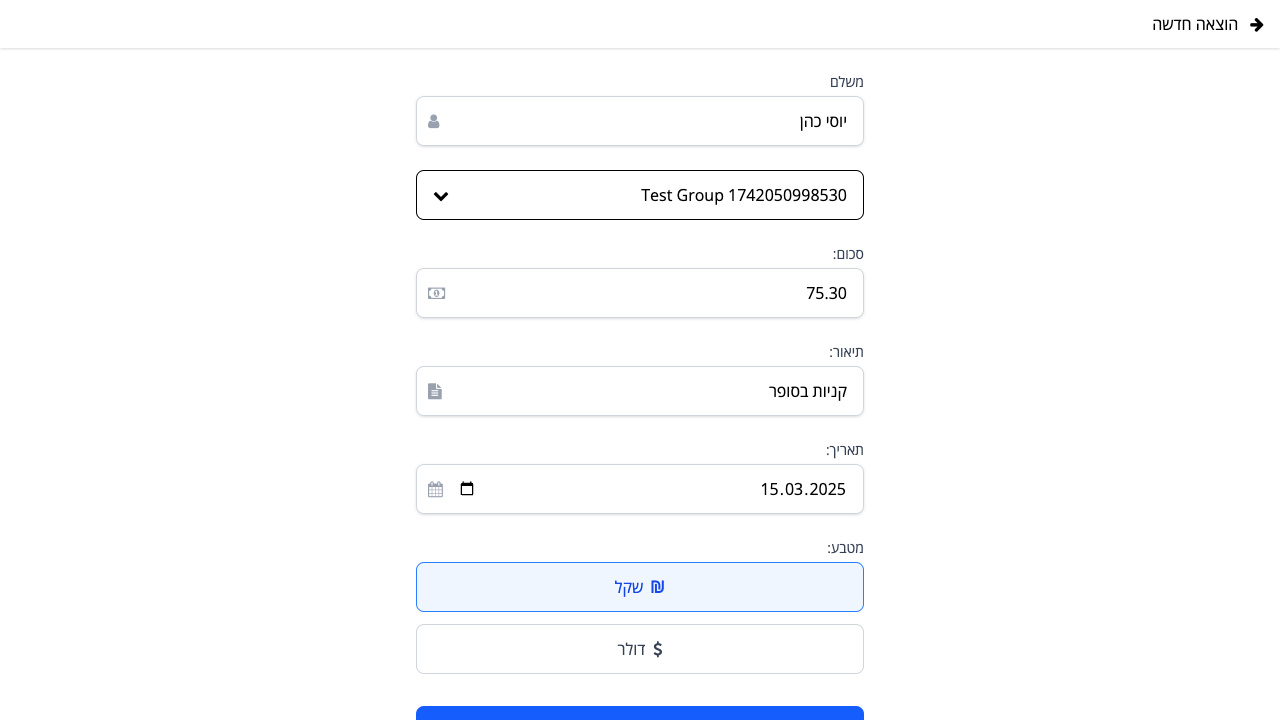 הוצאה חדשה
משלם
יוסי כהן
Test Group 1742050998530
סכום:
75.30
תיאור:
קניות בסופר
תאריך:
15.03.2025
מטבע:
₪ שקל
$ דולר